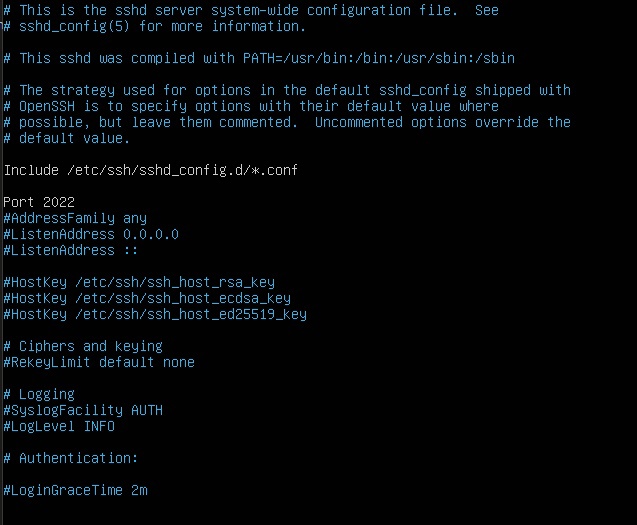 # This is the sshd server system-wide configuration file.  See
# sshd_config(5) for more information.
# This sshd was compiled with PATH=/usr/bin:/bin:/usr/sbin:/sbin
# The strategy used for options in the default sshd_config shipped with
# OpenSSH is to specify options with their default value where
# possible, but leave them commented.  Uncommented options override the
# default value.
Include /etc/ssh/sshd_config.d/*.conf
Port 2022
#AddressFamily any
#ListenAddress 0.0.0.0
#ListenAddress ::
#HostKey /etc/ssh/ssh_host_rsa_key
#HostKey /etc/ssh/ssh_host_ecdsa_key
#HostKey /etc/ssh/ssh_host_ed25519_key
# Ciphers and keying
#RekeyLimit default none
# Logging
#SyslogFacility AUTH
#LogLevel INFO
# Authentication:
#LoginGraceTime 2m